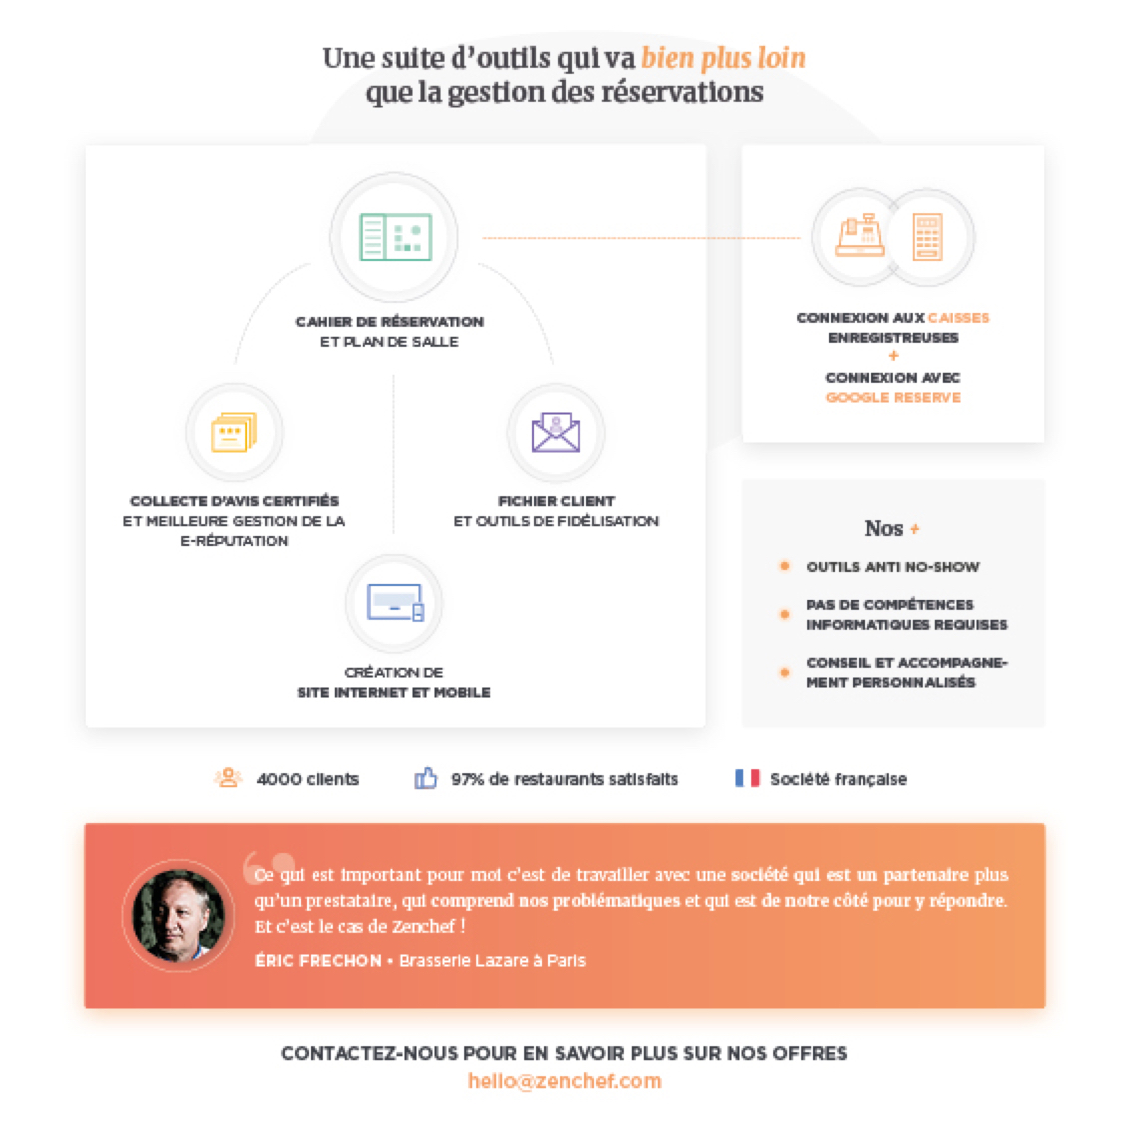 Une suite d'outils qui va bien plus loin
que la gestion des réservations
CAHIER DE RÉSERVATION
ET PLAN DE SALLE
COLLECTE D'AVIS CERTIFIÉS
ET MEILLEURE GESTION DE LA
E-RÉPUTATION
FICHIER CLIENT
ET OUTILS DE FIDÉLISATION
CRÉATION DE
SITE INTERNET ET MOBILE
CONNEXION AUX CAISSES
ENREGISTREUSES
+
CONNEXION AVEC
GOOGLE RESERVE
Nos +
OUTILS ANTI NO-SHOW
PAS DE COMPÉTENCES
INFORMATIQUES REQUISES
CONSEIL ET ACCOMPAGNE-
MENT PERSONNALISÉS
4000 clients
97% de restaurants satisfaits
Société française
“
Ce qui est important pour moi c'est de travailler avec une société qui est un partenaire plus
qu'un prestataire, qui comprend nos problématiques et qui est de notre côté pour y répondre.
Et c'est le cas de Zenchef !
ÉRIC FRECHON • Brasserie Lazare à Paris
CONTACTEZ-NOUS POUR EN SAVOIR PLUS SUR NOS OFFRES
hello@zenchef.com